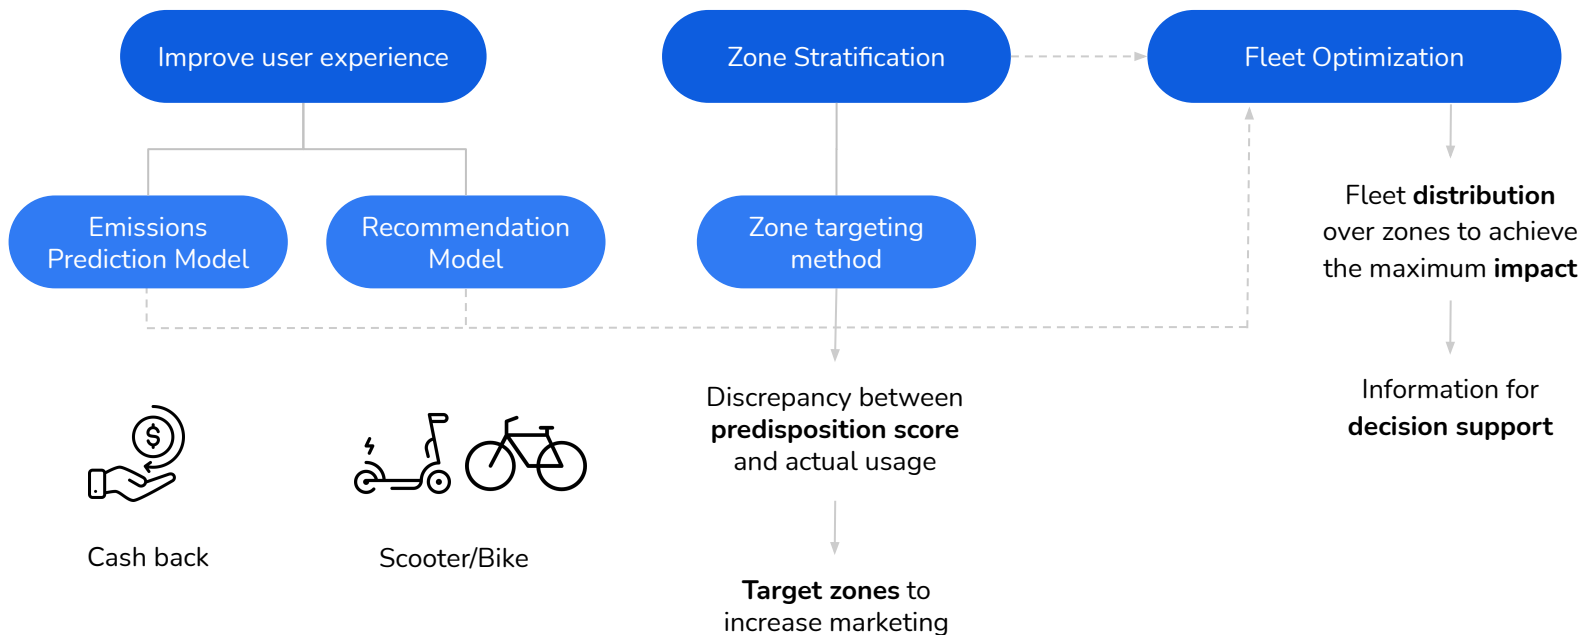 Improve user experience
Zone Stratification
Fleet Optimization
Emissions
Prediction Model
Recommendation
Model
Zone targeting
method
Fleet distribution
over zones to achieve
the maximum impact
Discrepancy between
predisposition score
and actual usage
Information for
decision support
$
Cash back
Scooter/Bike
Target zones to
increase marketing